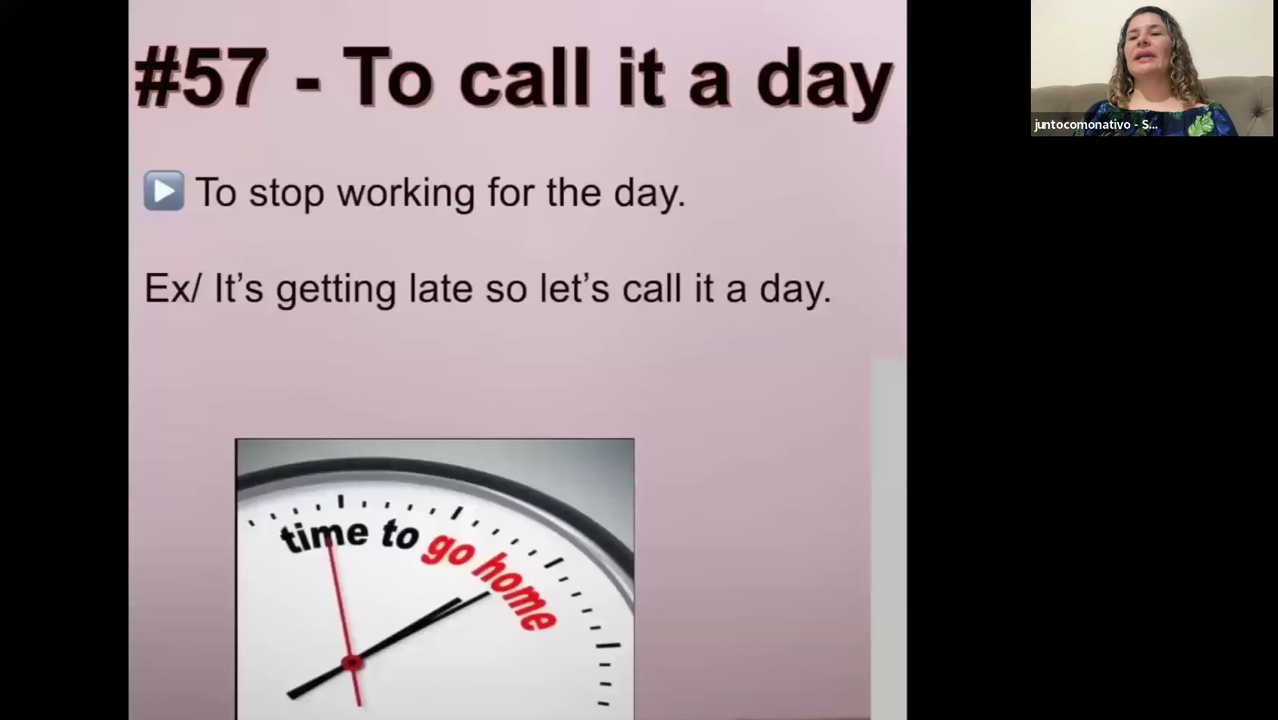 #57 - To call it a day
▶ To stop working for the day.
Ex/ It's getting late so let's call it a day.
time to go home
juntocomonativo - S...